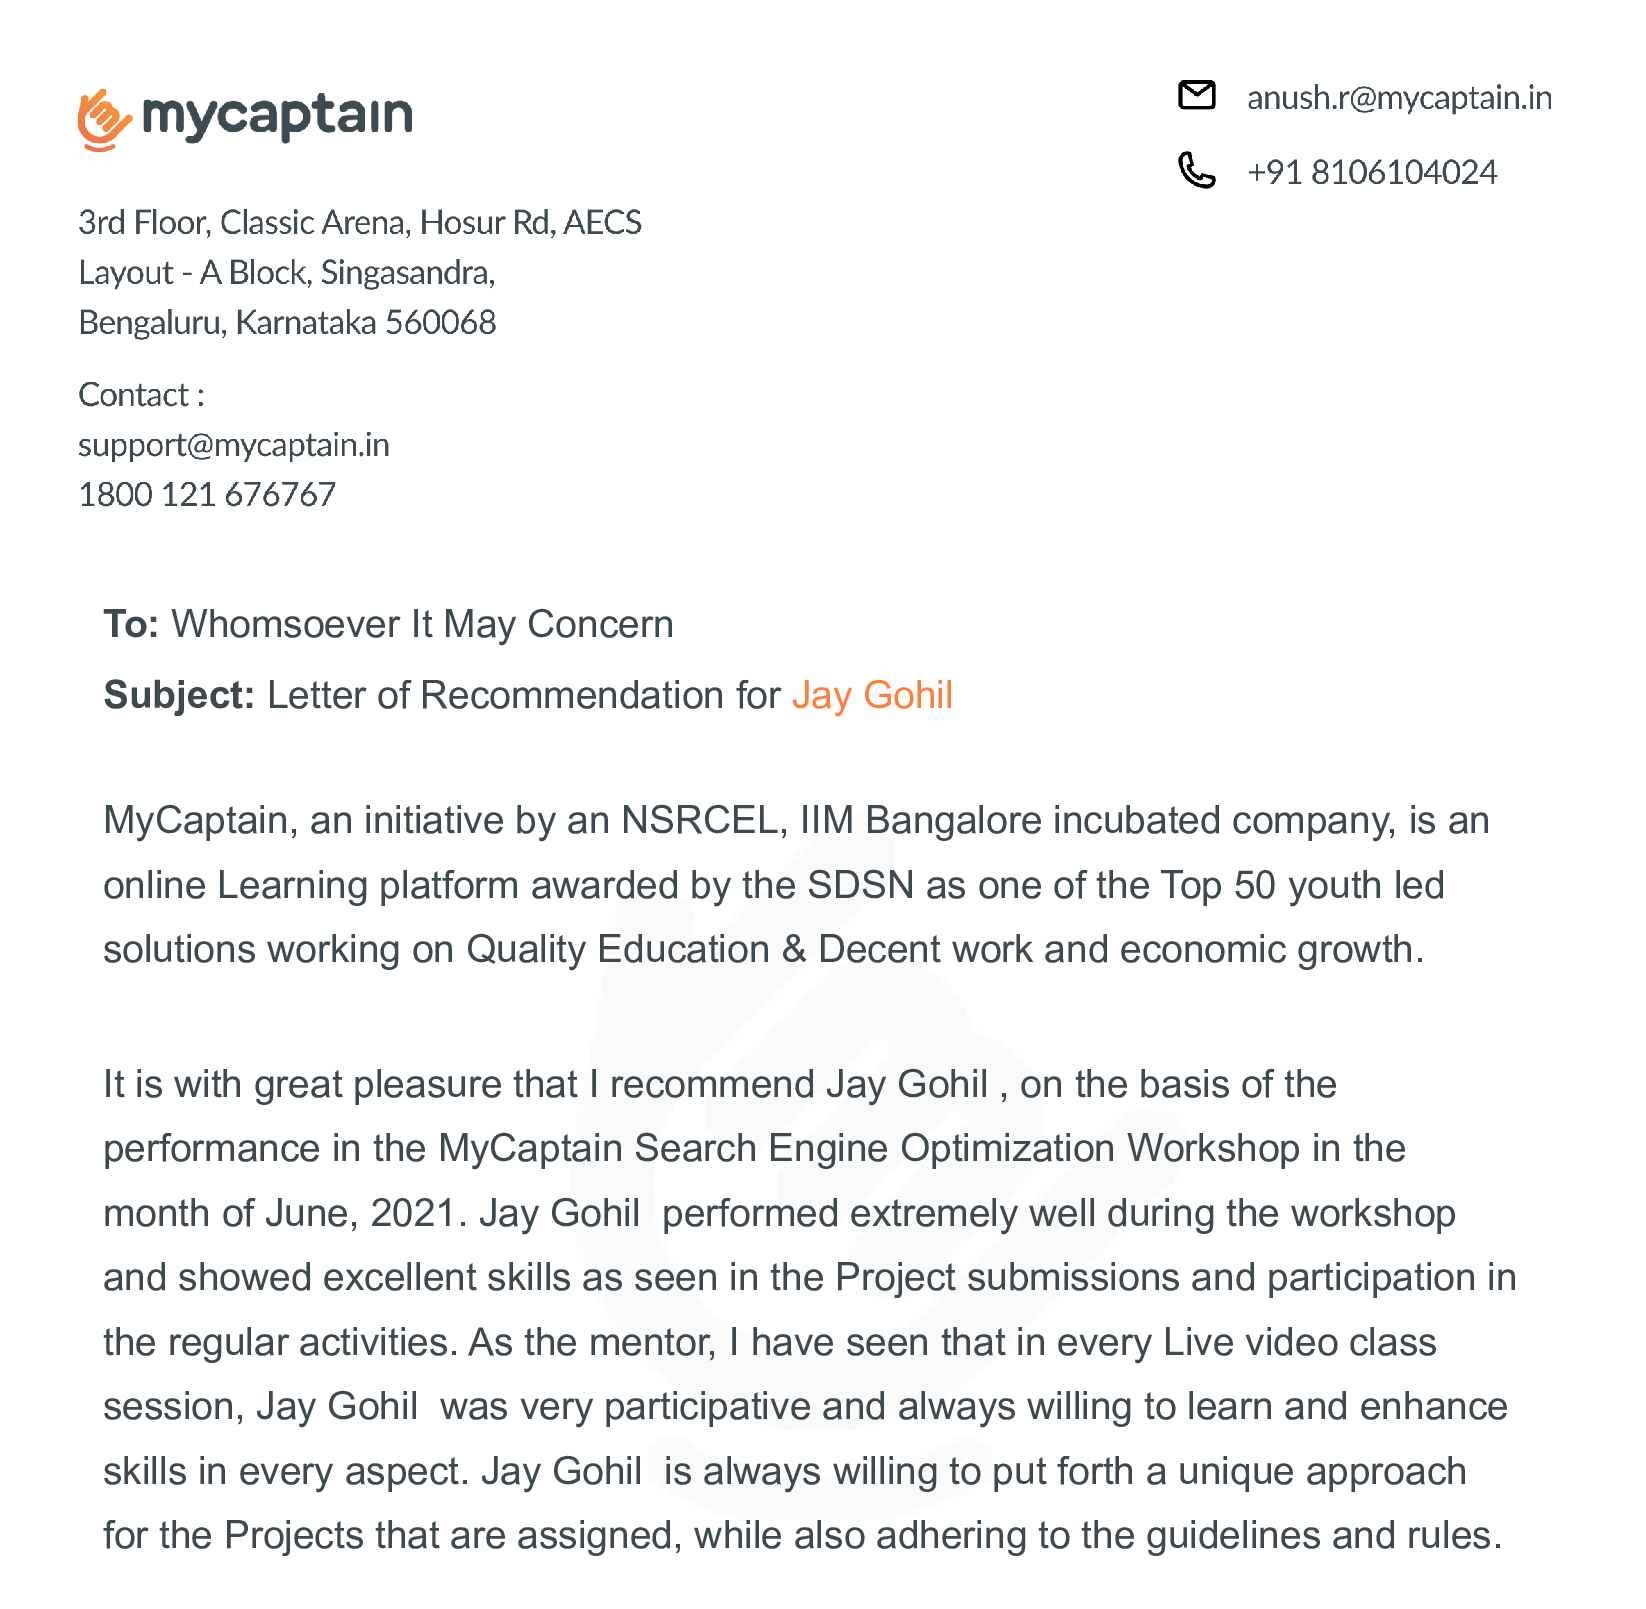 mycaptain
anush.r@mycaptain.in
+91 8106104024
3rd Floor, Classic Arena, Hosur Rd, AECS
Layout - A Block, Singasandra,
Bengaluru, Karnataka 560068
Contact :
support@mycaptain.in
1800 121 676767
To: Whomsoever It May Concern
Subject: Letter of Recommendation for Jay Gohil
MyCaptain, an initiative by an NSRCEL, IIM Bangalore incubated company, is an
online Learning platform awarded by the SDSN as one of the Top 50 youth led
solutions working on Quality Education & Decent work and economic growth.
It is with great pleasure that I recommend Jay Gohil , on the basis of the
performance in the MyCaptain Search Engine Optimization Workshop in the
month of June, 2021. Jay Gohil  performed extremely well during the workshop
and showed excellent skills as seen in the Project submissions and participation in
the regular activities. As the mentor, I have seen that in every Live video class
session, Jay Gohil  was very participative and always willing to learn and enhance
skills in every aspect. Jay Gohil  is always willing to put forth a unique approach
for the Projects that are assigned, while also adhering to the guidelines and rules.